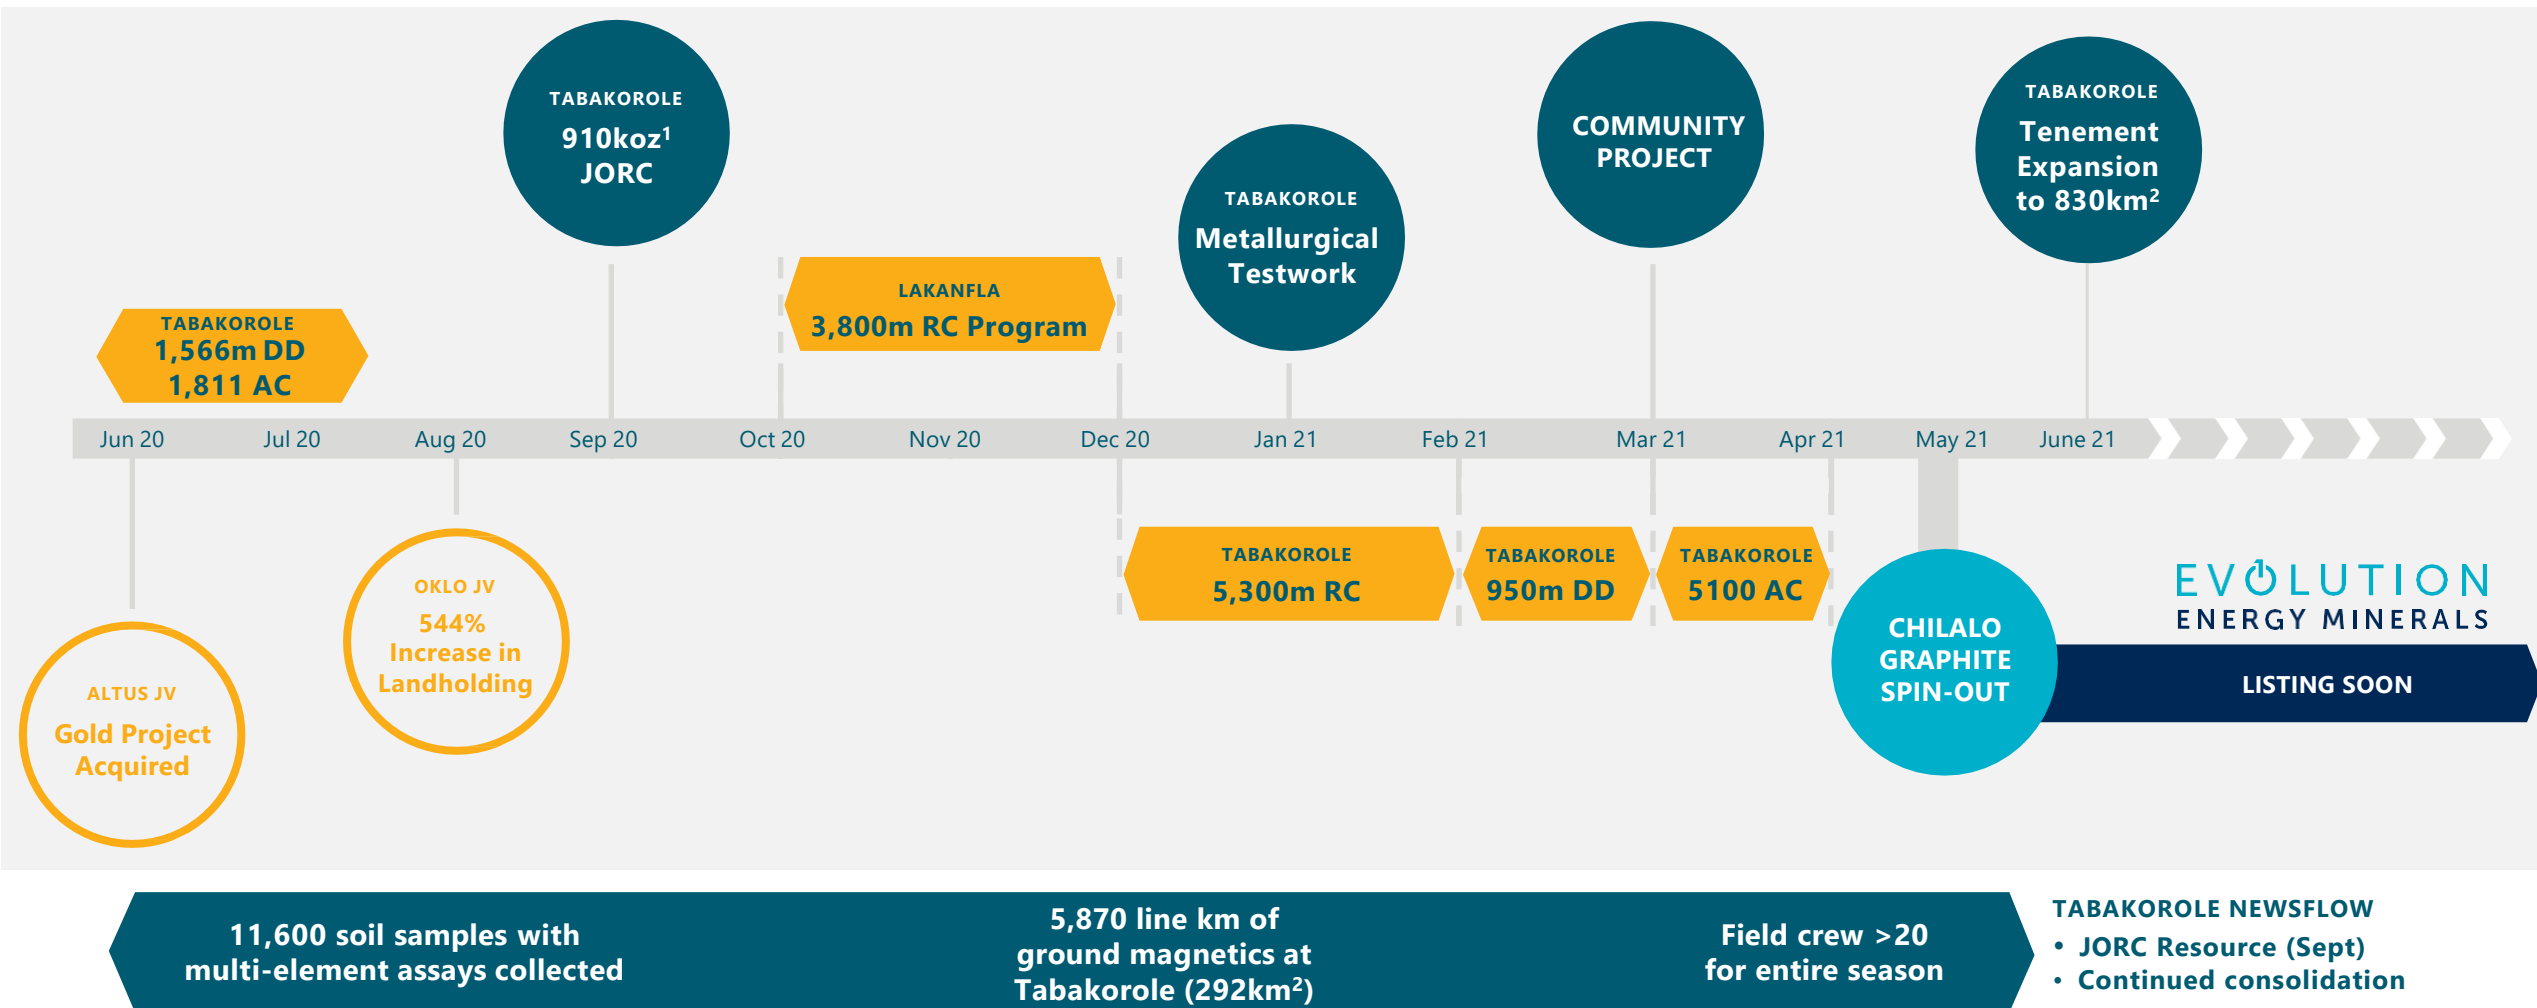 TABAKOROLE
910koz¹
JORC
TABAKOROLE
Metallurgical
Testwork
COMMUNITY
PROJECT
TABAKOROLE
Tenement
Expansion
to 830km²
TABAKOROLE
1,566m DD
1,811 AC
LAKANFLA
3,800m RC Program
Jun 20
Jul 20
Aug 20
Sep 20
Oct 20
Nov 20
Dec 20
Jan 21
Feb 21
Mar 21
Apr 21
May 21
June 21
ALTUS JV
Gold Project
Acquired
OKLO JV
544%
Increase in
Landholding
TABAKOROLE
5,300m RC
TABAKOROLE
950m DD
TABAKOROLE
5100 AC
CHILALO
GRAPHITE
SPIN-OUT
EVOLUTION
ENERGY MINERALS
LISTING SOON
11,600 soil samples with
multi-element assays collected
5,870 line km of
ground magnetics at
Tabakorole (292km²)
Field crew >20
for entire season
TABAKOROLE NEWSFLOW
• JORC Resource (Sept)
• Continued consolidation